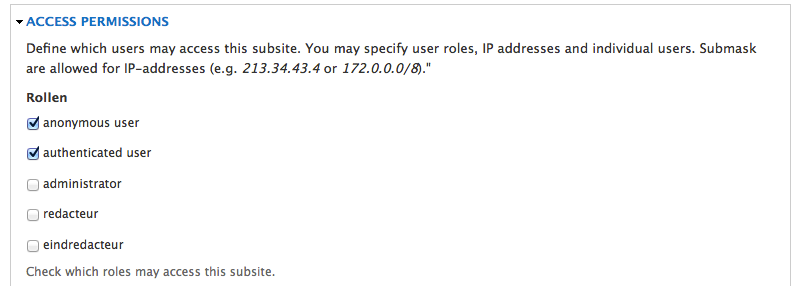 ACCESS PERMISSIONS
Define which users may access this subsite. You may specify user roles, IP addresses and individual users. Submask
are allowed for IP-addresses (e.g. 213.34.43.4 or 172.0.0.0/8)."
Rollen
anonymous user
authenticated user
administrator
redacteur
eindredacteur
Check which roles may access this subsite.